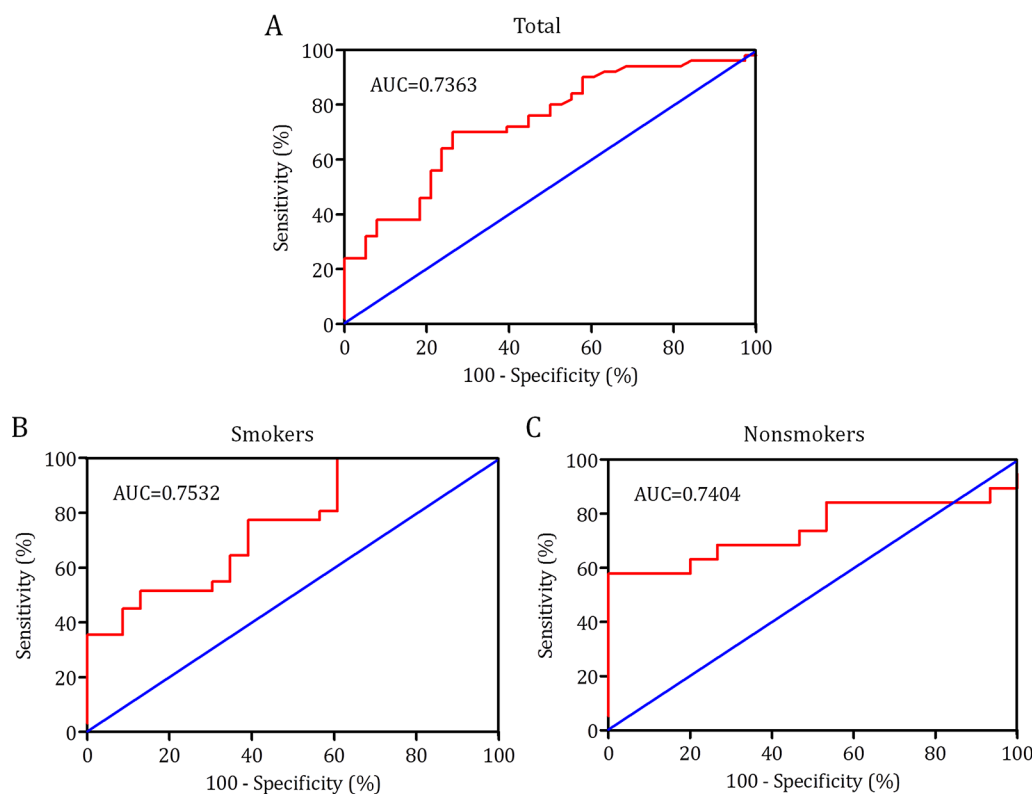 A
Total
AUC=0.7363
100
80
60
40
20
0
Sensitivity (%)
0 20 40 60 80 100
100 - Specificity (%)
B
Smokers
AUC=0.7532
100
80
60
40
20
0
Sensitivity (%)
0 20 40 60 80 100
100 - Specificity (%)
C
Nonsmokers
AUC=0.7404
100
80
60
40
20
0
Sensitivity (%)
0 20 40 60 80 100
100 - Specificity (%)